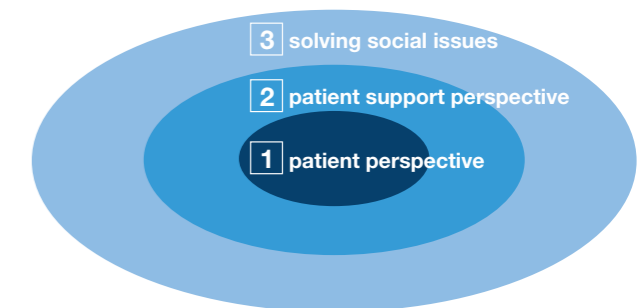 3 solving social issues
2 patient support perspective
1 patient perspective